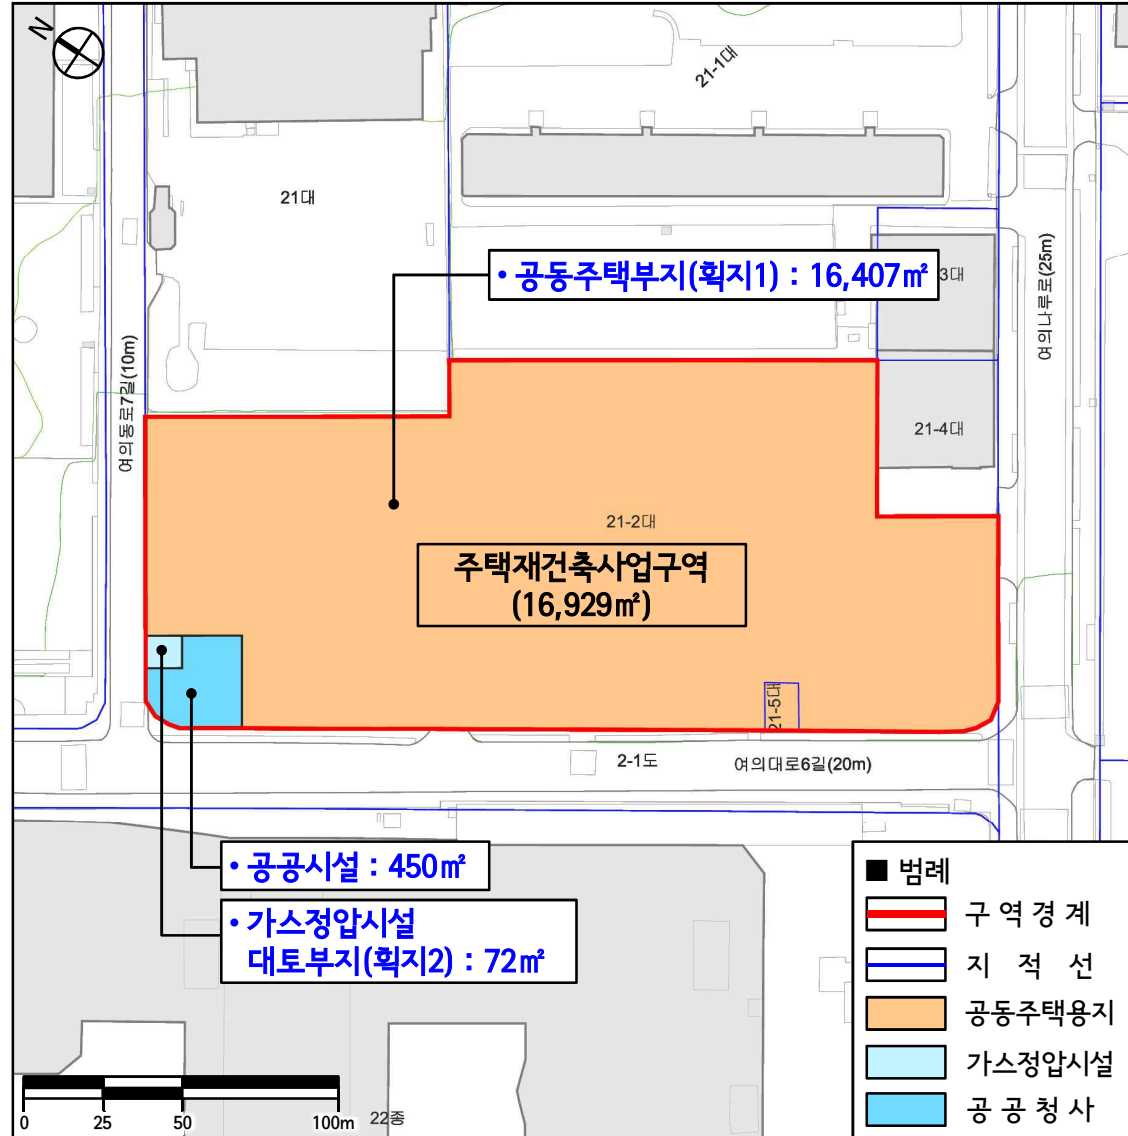 N
21-1대
21대
• 공동주택부지(획지1) : 16,407㎡
3대
여의나루로(25m)
여의동로7길(10m)
21-4대
21-2대
주택재건축사업구역
(16,929㎡)
21-5대
2-1도
여의대로6길(20m)
• 공공시설 : 450㎡
• 가스정압시설
대토부지(획지2) : 72㎡
■ 범례
구 역 경 계
지 적 선
공동주택용지
가스정압시설
공 공 청 사
0 25 50 100m
22종